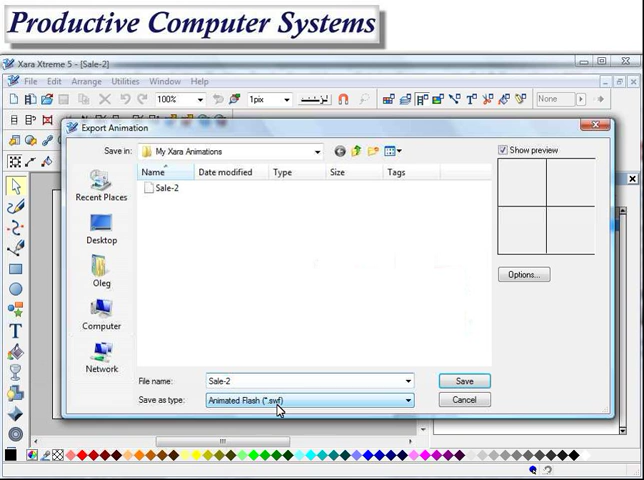 Productive Computer Systems
Xara Xtreme 5 - [Sale-2]
File Edit Arrange Utilities Window Help
100% 1pix None
Export Animation
Save in: My Xara Animations
Show preview
Name Date modified Type Size Tags
Sale-2
Recent Places
Desktop
Oleg
Computer
Network
Options...
File name: Sale-2 Save
Save as type: Animated Flash (*.swf) Cancel